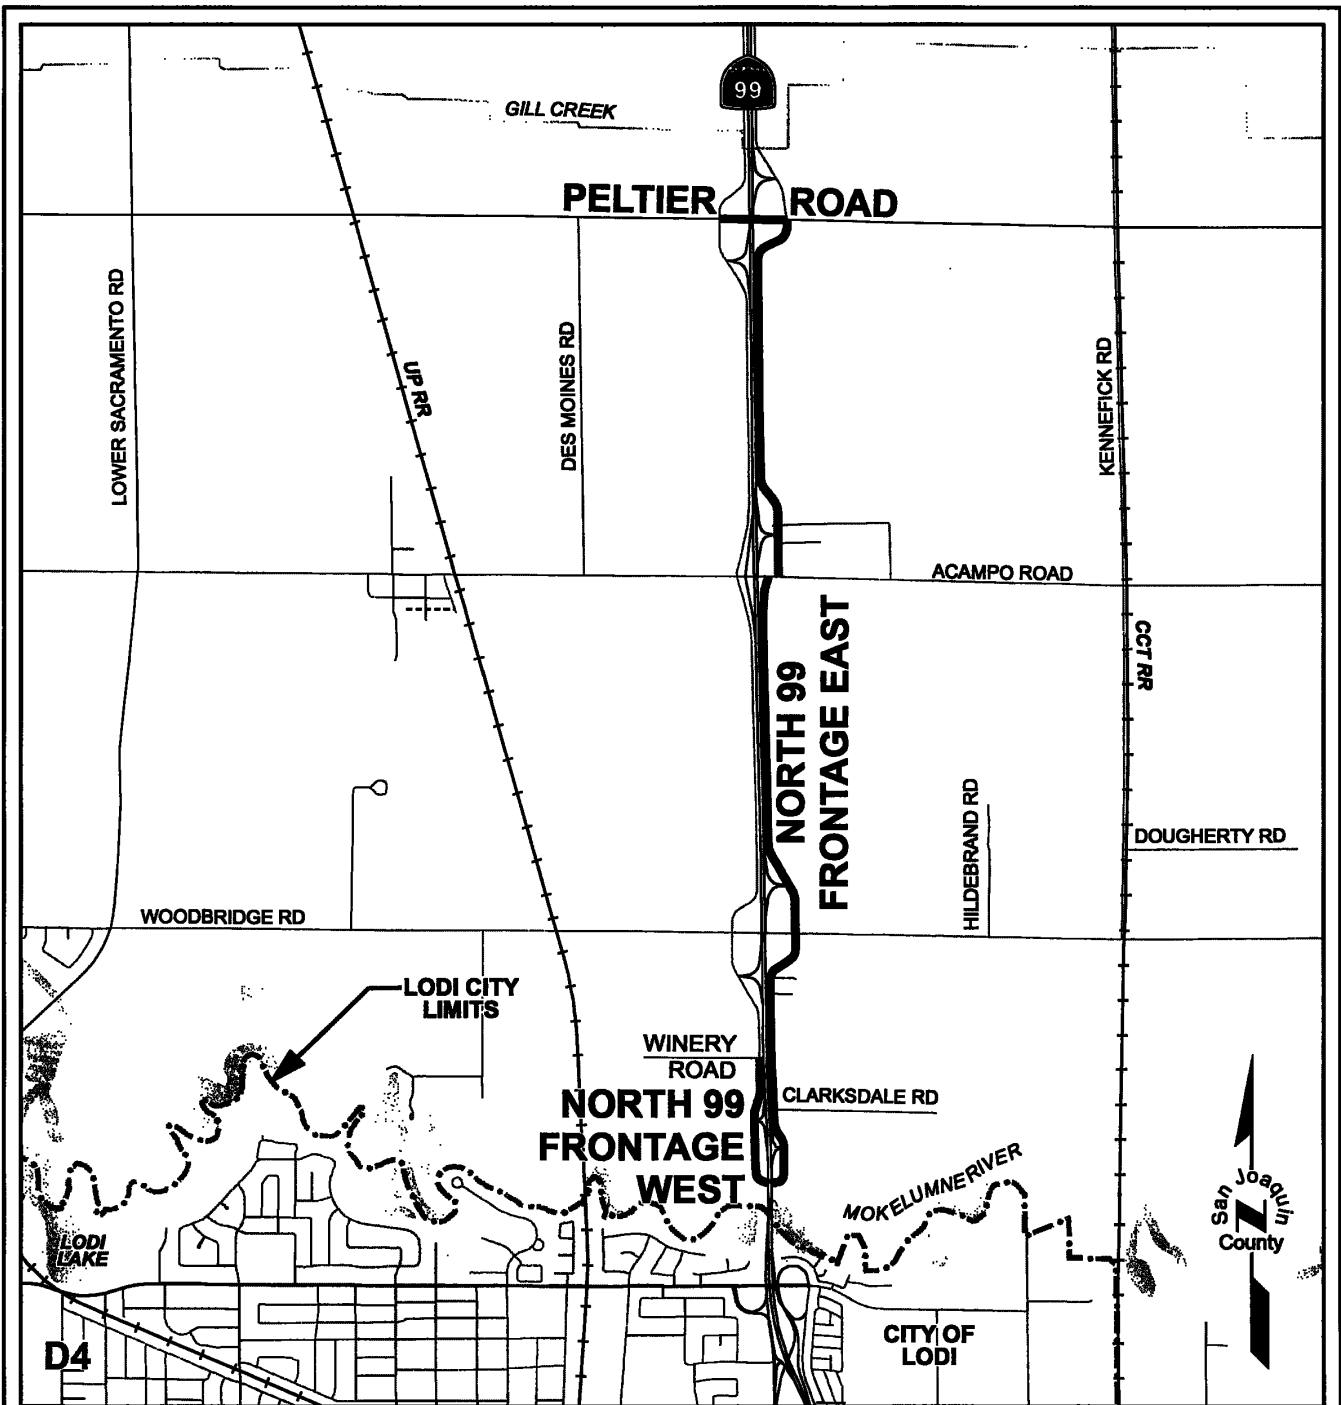 99
GILL CREEK
PELTIER ROAD
LOWER SACRAMENTO RD
UP RR
DES MOINES RD
KENNEFICK RD
ACAMPO ROAD
CCT RR
NORTH 99
FRONTAGE EAST
HILDEBRAND RD
DOUGHERTY RD
WOODBRIDGE RD
LODI CITY
LIMITS
WINERY
ROAD
CLARKSDALE RD
NORTH 99
FRONTAGE
WEST
MOKELUMNE RIVER
San Joaquin
County
LODI
LAKE
CITY OF
LODI
D4